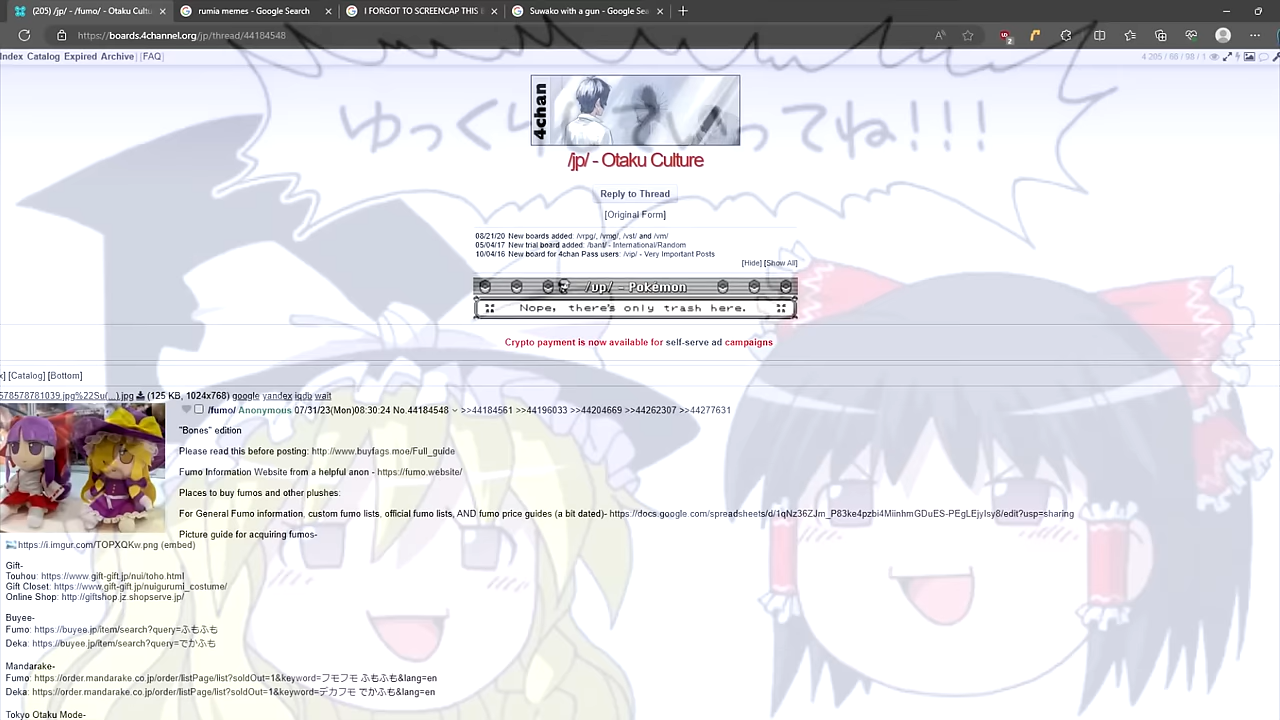 (205) /jp/ - /fumo/ - Otaku Cultu
rumia memes - Google Search
I FORGOT TO SCREENCAP THIS
Suwako with a gun - Google Sea
https://boards.4channel.org/jp/thread/44184548
Index Catalog Expired Archive [FAQ]
4 205 / 60 / 98 / 1
4chan
/jp/ - Otaku Culture
Reply to Thread
[Original Form]
08/21/20 New boards added: /vrpg/, /vmg/, /vst/ and /vm/
05/04/17 New trial board added: /bant/ - International/Random
10/04/16 New board for 4chan Pass users: /vip/ - Very Important Posts
[Hide] [Show All]
/vp/ - Pokémon
Nope, there's only trash here.
Crypto payment is now available for self-serve ad campaigns
[Catalog] [Bottom]
578578781039.jpg%22Su(...).jpg (125 KB, 1024x768) google yandex iqdb wait
/fumo/ Anonymous 07/31/23(Mon)08:30:24 No.44184548 >>44184561 >>44196033 >>44204669 >>44262307 >>44277631
"Bones" edition
Please read this before posting: http://www.buyfags.moe/Full_guide
Fumo Information Website from a helpful anon - https://fumo.website/
Places to buy fumos and other plushes:
For General Fumo information, custom fumo lists, official fumo lists, AND fumo price guides (a bit dated)- https://docs.google.com/spreadsheets/d/1qNz36ZJrn_P83ke4pzbi4MiinhmGDuES-PEgLEjyIsy8/edit?usp=sharing
Picture guide for acquiring fumos-
https://i.imgur.com/TOPXQKw.png (embed)
Gift-
Touhou: https://www.gift-gift.jp/nui/toho.html
Gift Closet: https://www.gift-gift.jp/nuigurumi_costume/
Online Shop: http://giftshop.jz.shopserve.jp/
Buyee-
Fumo: https://buyee.jp/item/search?query=ふもふも
Deka: https://buyee.jp/item/search?query=でかふも
Mandarake-
Fumo: https://order.mandarake.co.jp/order/listPage/list?soldOut=1&keyword=フモフモ ふもふも&lang=en
Deka: https://order.mandarake.co.jp/order/listPage/list?soldOut=1&keyword=デカフモ でかふも&lang=en
Tokyo Otaku Mode-